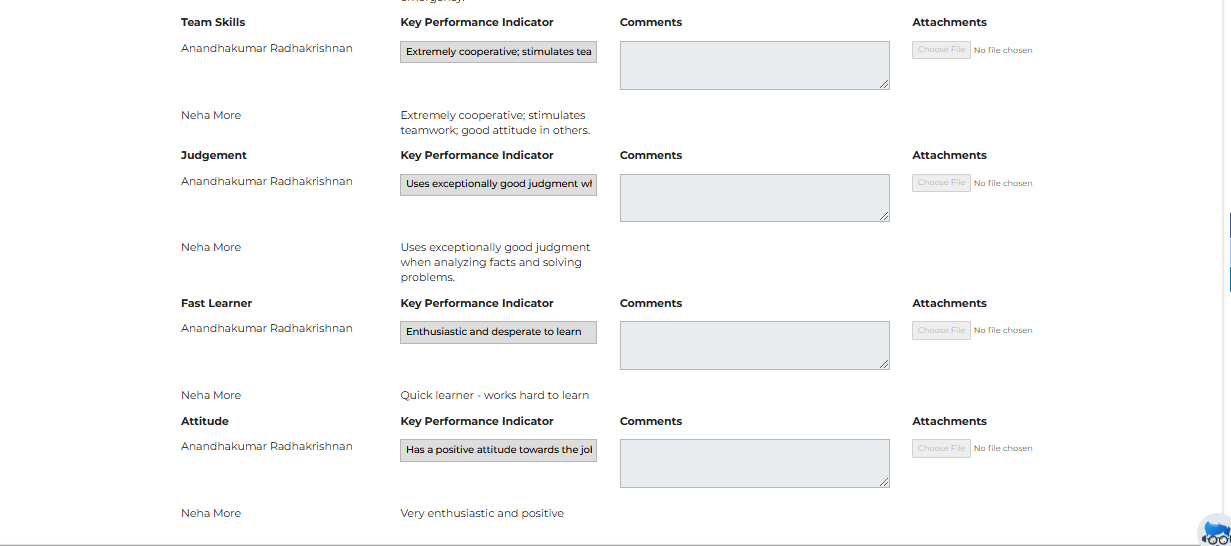 Team Skills Key Performance Indicator Comments Attachments
Anandhakumar Radhakrishnan Extremely cooperative; stimulates tea Choose File No file chosen
Neha More Extremely cooperative; stimulates
teamwork; good attitude in others.
Judgement Key Performance Indicator Comments Attachments
Anandhakumar Radhakrishnan Uses exceptionally good judgment wh Choose File No file chosen
Neha More Uses exceptionally good judgment
when analyzing facts and solving
problems.
Fast Learner Key Performance Indicator Comments Attachments
Anandhakumar Radhakrishnan Enthusiastic and desperate to learn Choose File No file chosen
Neha More Quick learner - works hard to learn
Attitude Key Performance Indicator Comments Attachments
Anandhakumar Radhakrishnan Has a positive attitude towards the jo Choose File No file chosen
Neha More Very enthusiastic and positive